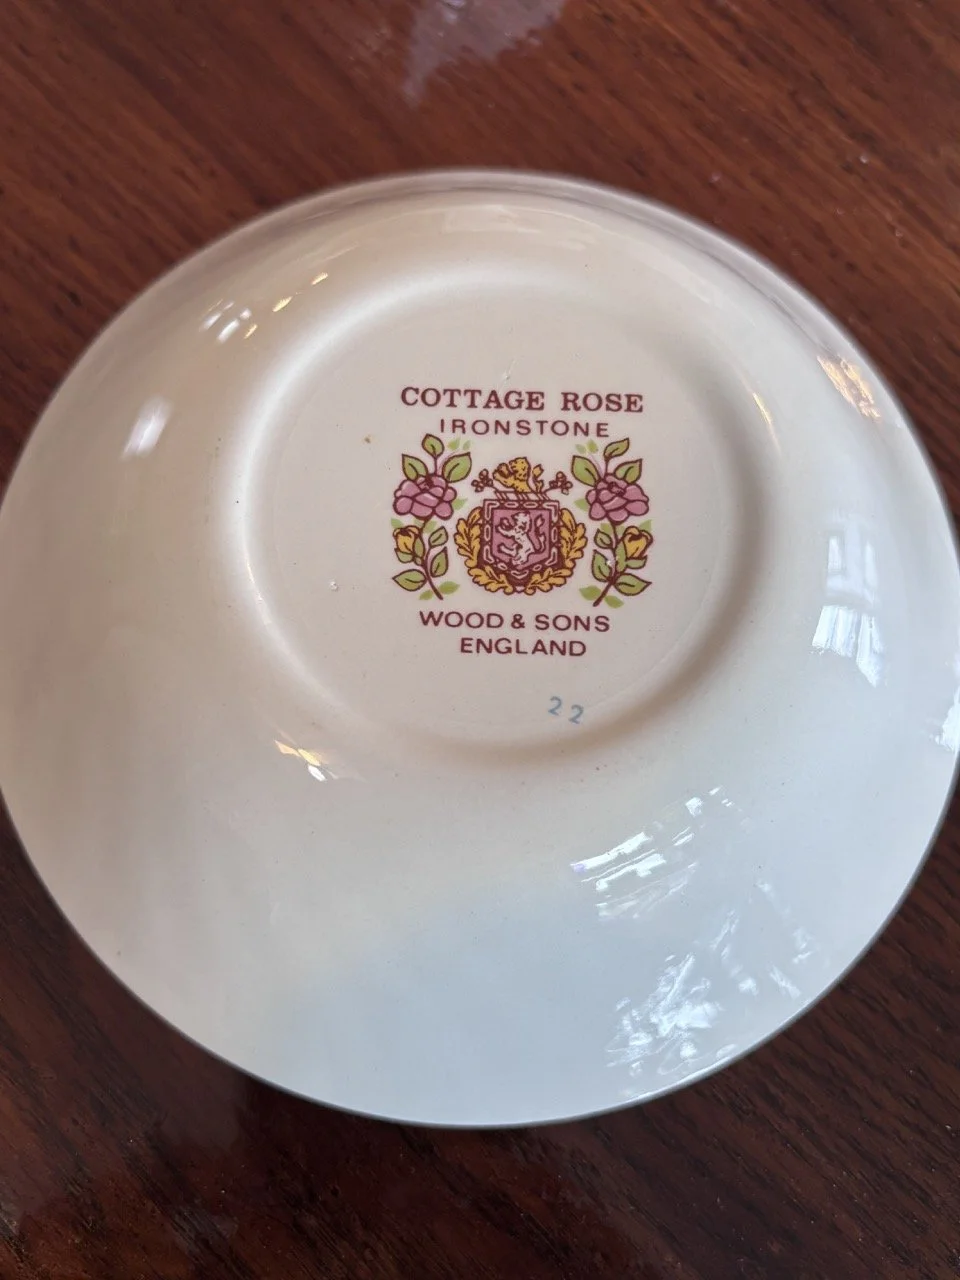 COTTAGE ROSE
IRONSTONE
WOOD & SONS
ENGLAND
22